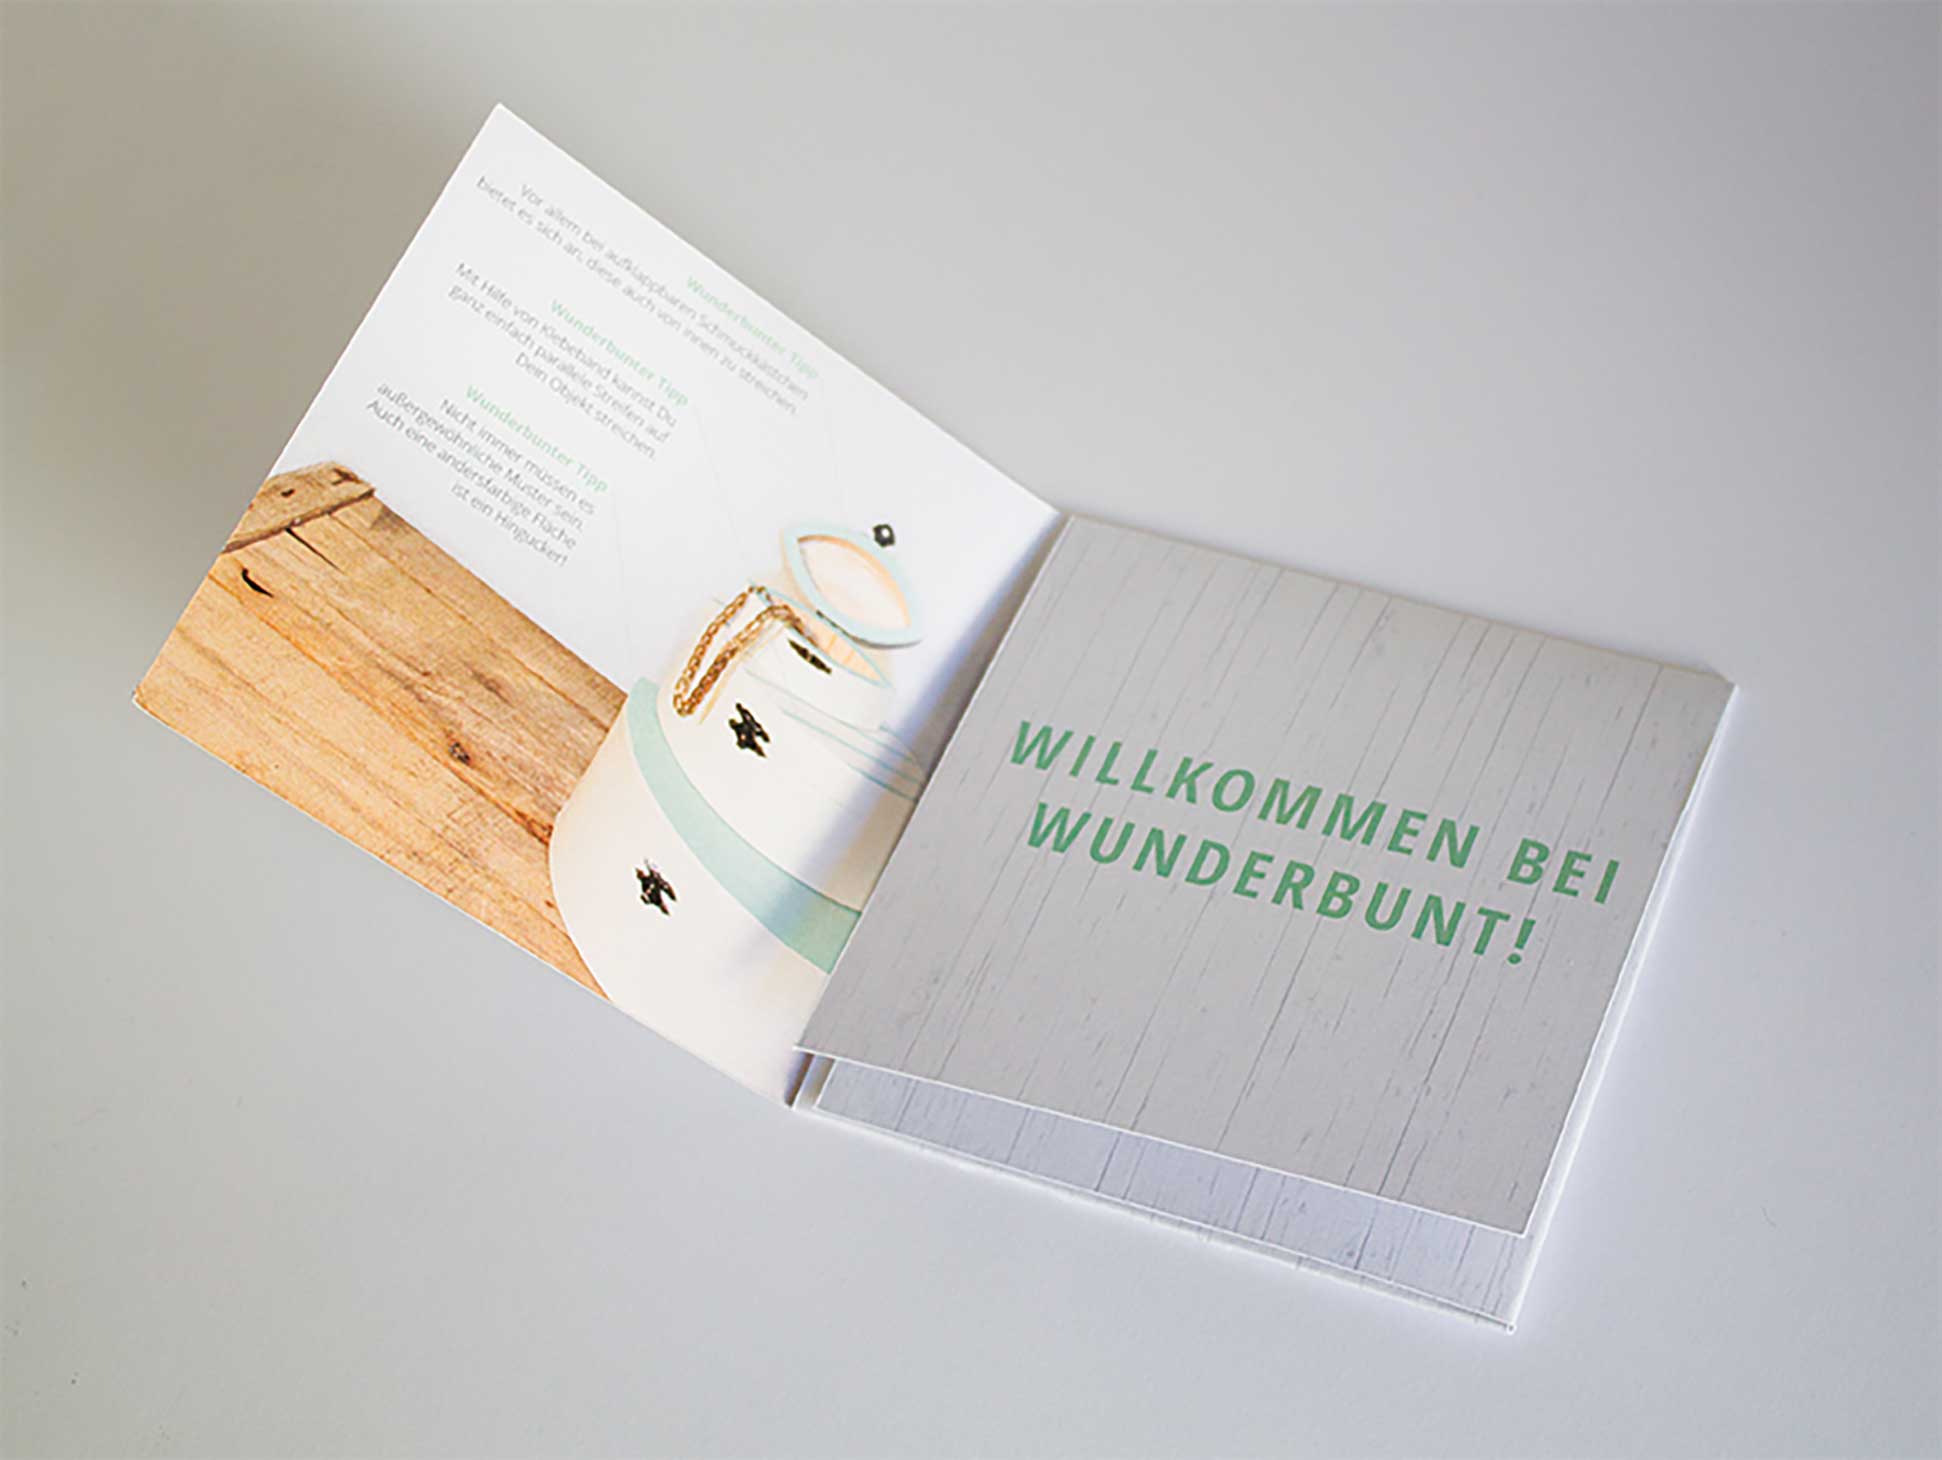 Wunderbunter Tipp
Vor allem bei aufklappbaren Schmuckkästchen
bietet es sich an, diese auch von innen zu streichen.
Wunderbunter Tipp
Mit Hilfe von Klebeband kannst Du
ganz einfach parallele Streifen auf
Dein Objekt streichen.
Wunderbunter Tipp
Nicht immer müssen es
außergewöhnliche Muster sein.
Auch eine andersfarbige Fläche
ist ein Hingucker!
WILLKOMMEN BEI
WUNDERBUNT!